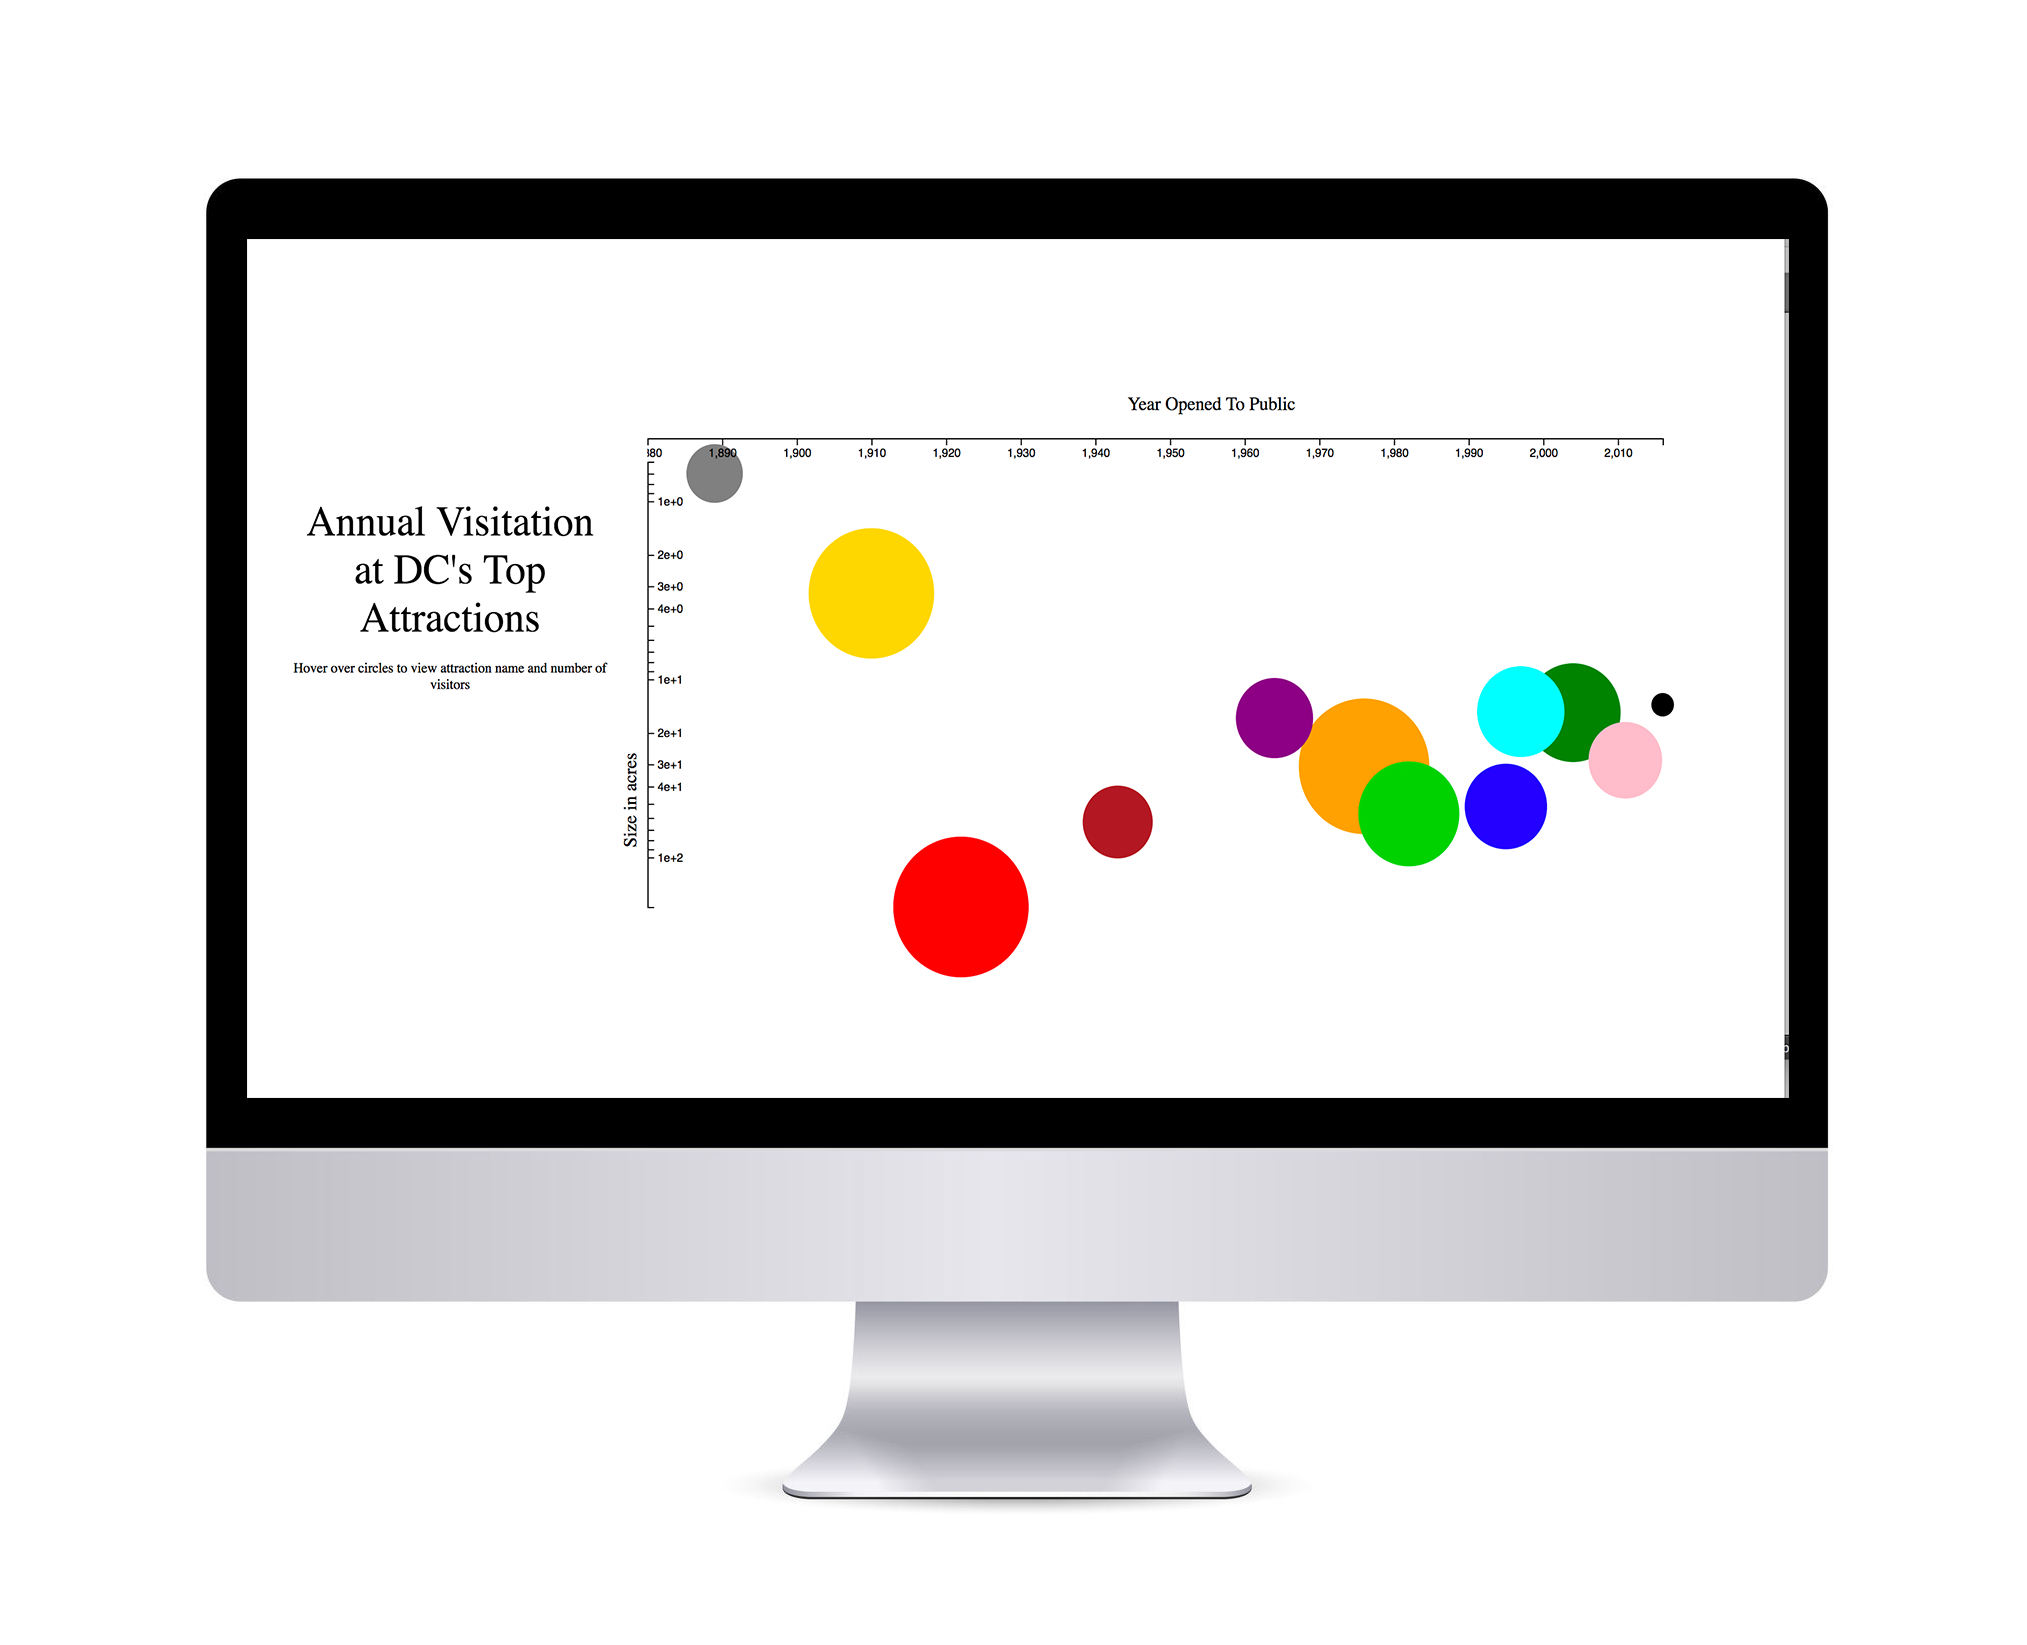 Year Opened To Public
1,890
1,900
1,910
1,920
1,930
1,940
1,950
1,960
1,970
1,980
1,990
2,000
2,010
Annual Visitation
at DC's Top
Attractions
Hover over circles to view attraction name and number of
visitors
Size in acres
1e+0
2e+0
3e+0
4e+0
1e+1
2e+1
3e+1
4e+1
1e+2